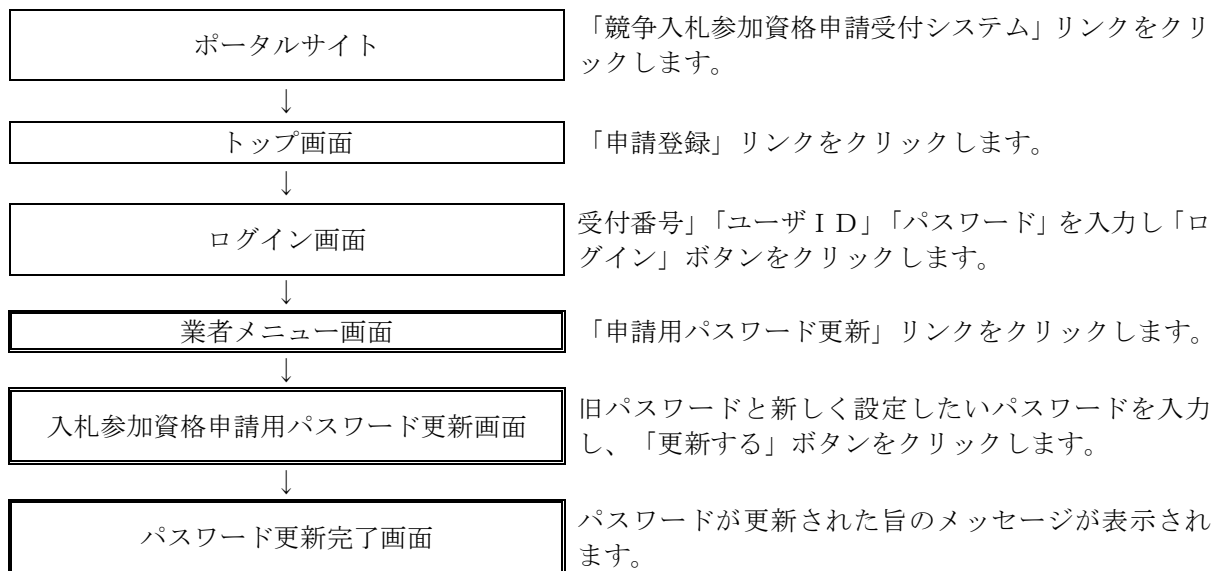 ポータルサイト
「競争入札参加資格申請受付システム」リンクをクリ
ックします。
↓
トップ画面
「申請登録」リンクをクリックします。
↓
ログイン画面
受付番号」「ユーザＩＤ」「パスワード」を入力し「ロ
グイン」ボタンをクリックします。
↓
業者メニュー画面
「申請用パスワード更新」リンクをクリックします。
↓
入札参加資格申請用パスワード更新画面
旧パスワードと新しく設定したいパスワードを入力
し、「更新する」ボタンをクリックします。
↓
パスワード更新完了画面
パスワードが更新された旨のメッセージが表示され
ます。